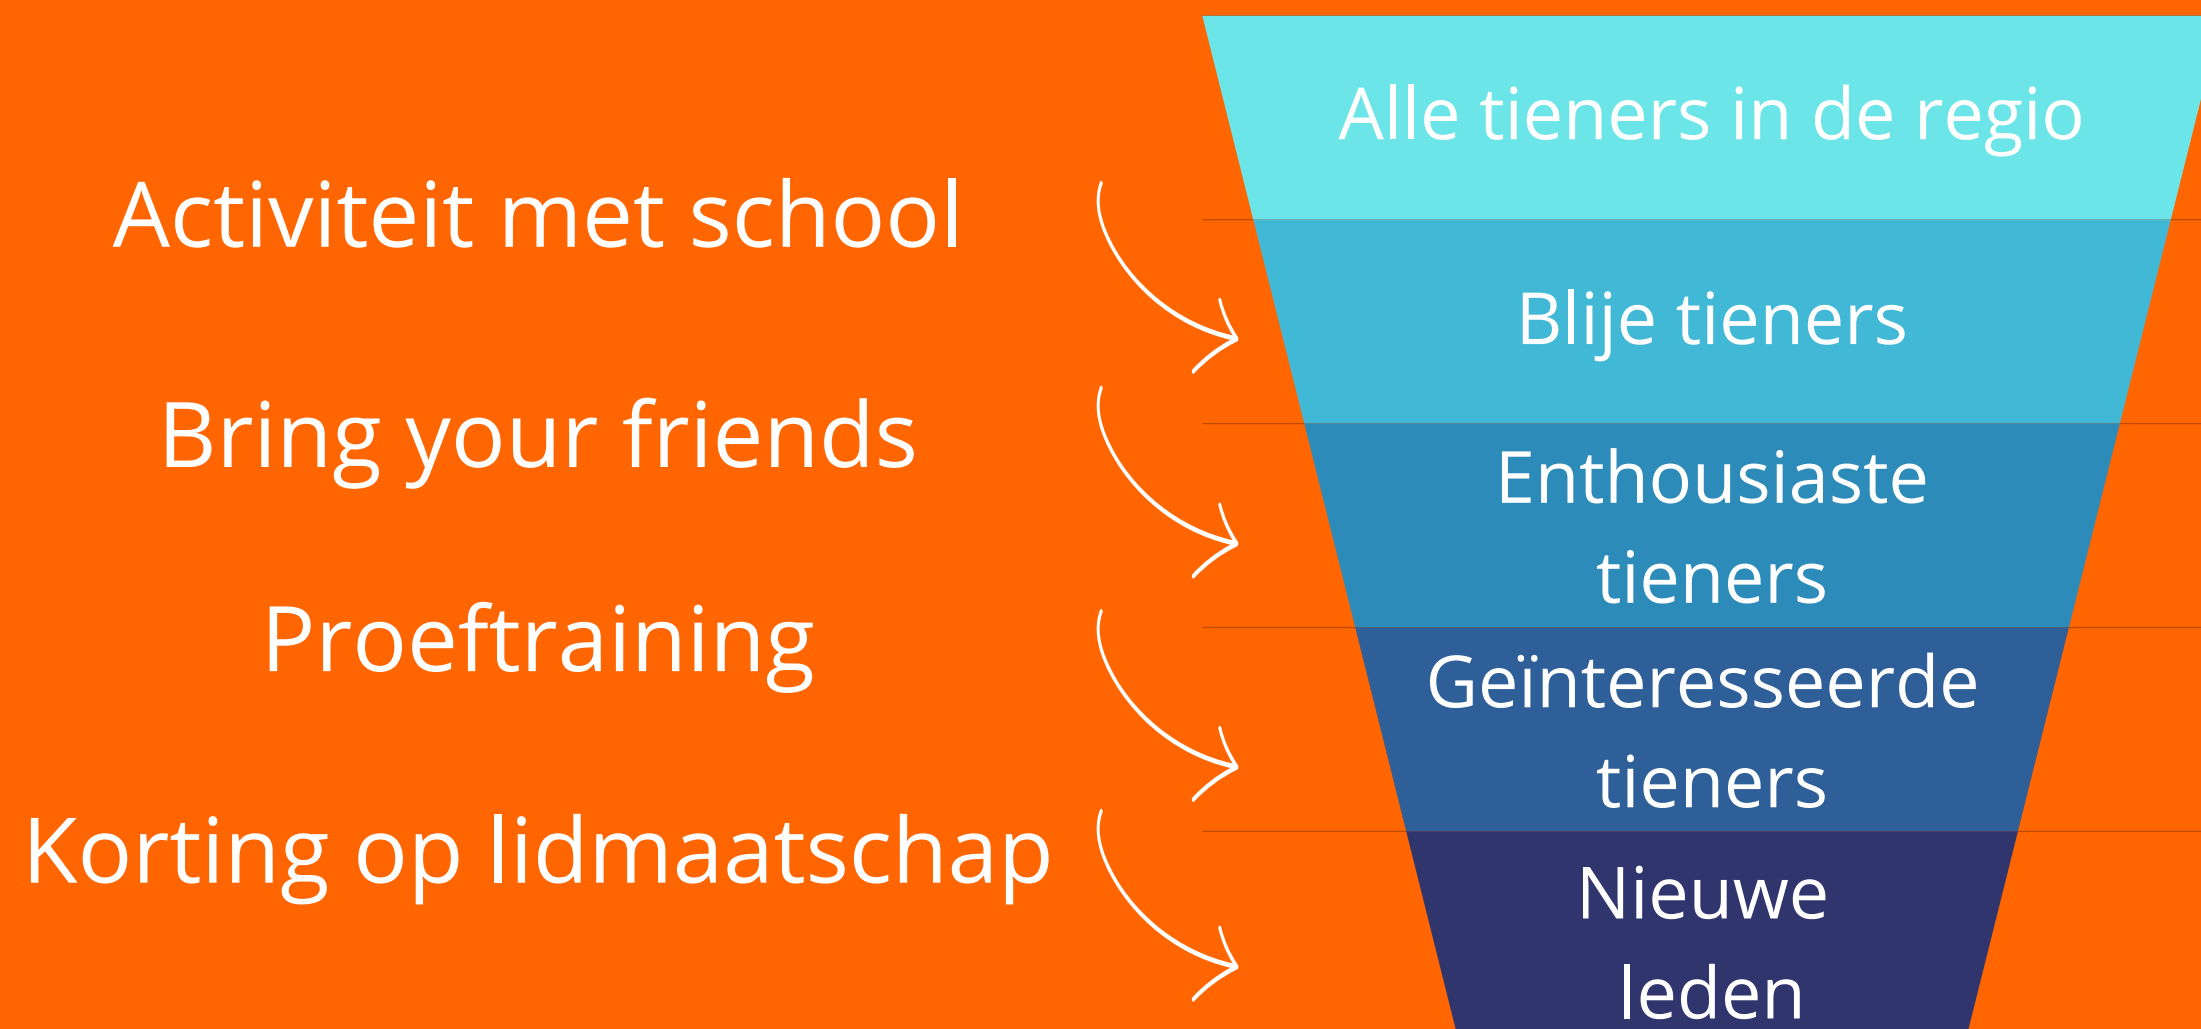 Alle tieners in de regio
Activiteit met school
Blije tieners
Bring your friends
Enthousiaste
tieners
Proeftraining
Geïnteresseerde
tieners
Korting op lidmaatschap
Nieuwe
leden